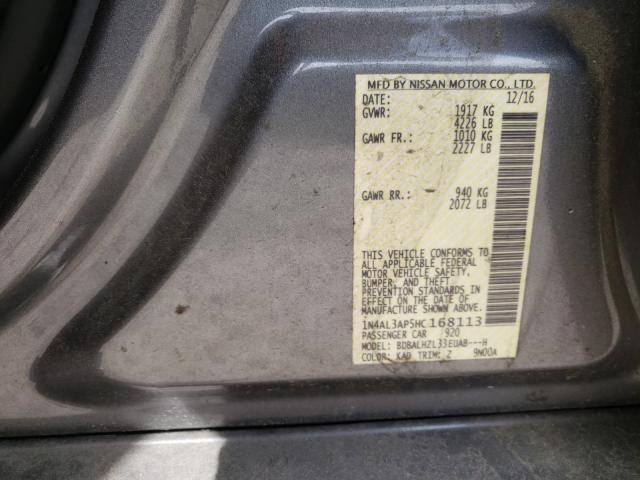 MFD BY NISSAN MOTOR CO., LTD.
DATE: 12/16
GVWR: 1917 KG
4226 LB
GAWR FR.: 1010 KG
2227 LB
GAWR RR.: 940 KG
2072 LB
THIS VEHICLE CONFORMS TO
ALL APPLICABLE FEDERAL
MOTOR VEHICLE SAFETY,
BUMPER, AND THEFT
PREVENTION STANDARDS IN
EFFECT ON THE DATE OF
MANUFACTURE SHOWN ABOVE.
1N4AL3AP5HC168113
PASSENGER CAR 920
MODEL: BDBALHZL33EUAB---H
COLOR: KAD TRIM: Z 9N00A